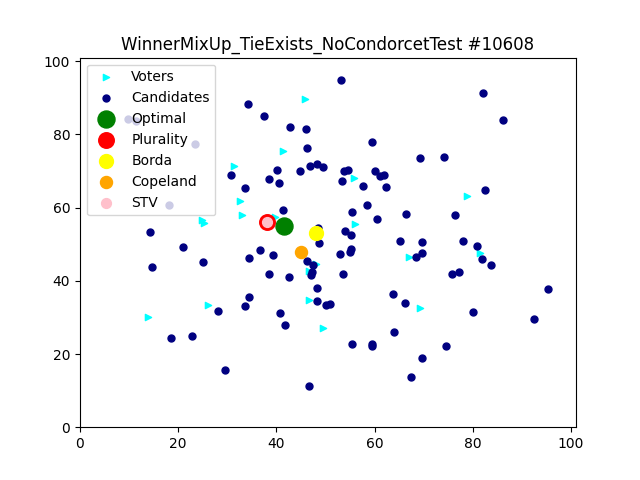 WinnerMixUp_TieExists_NoCondorcetTest #10608
100
80
60
40
20
0
Voters
Candidates
Optimal
Plurality
Borda
Copeland
STV
0 20 40 60 80 100